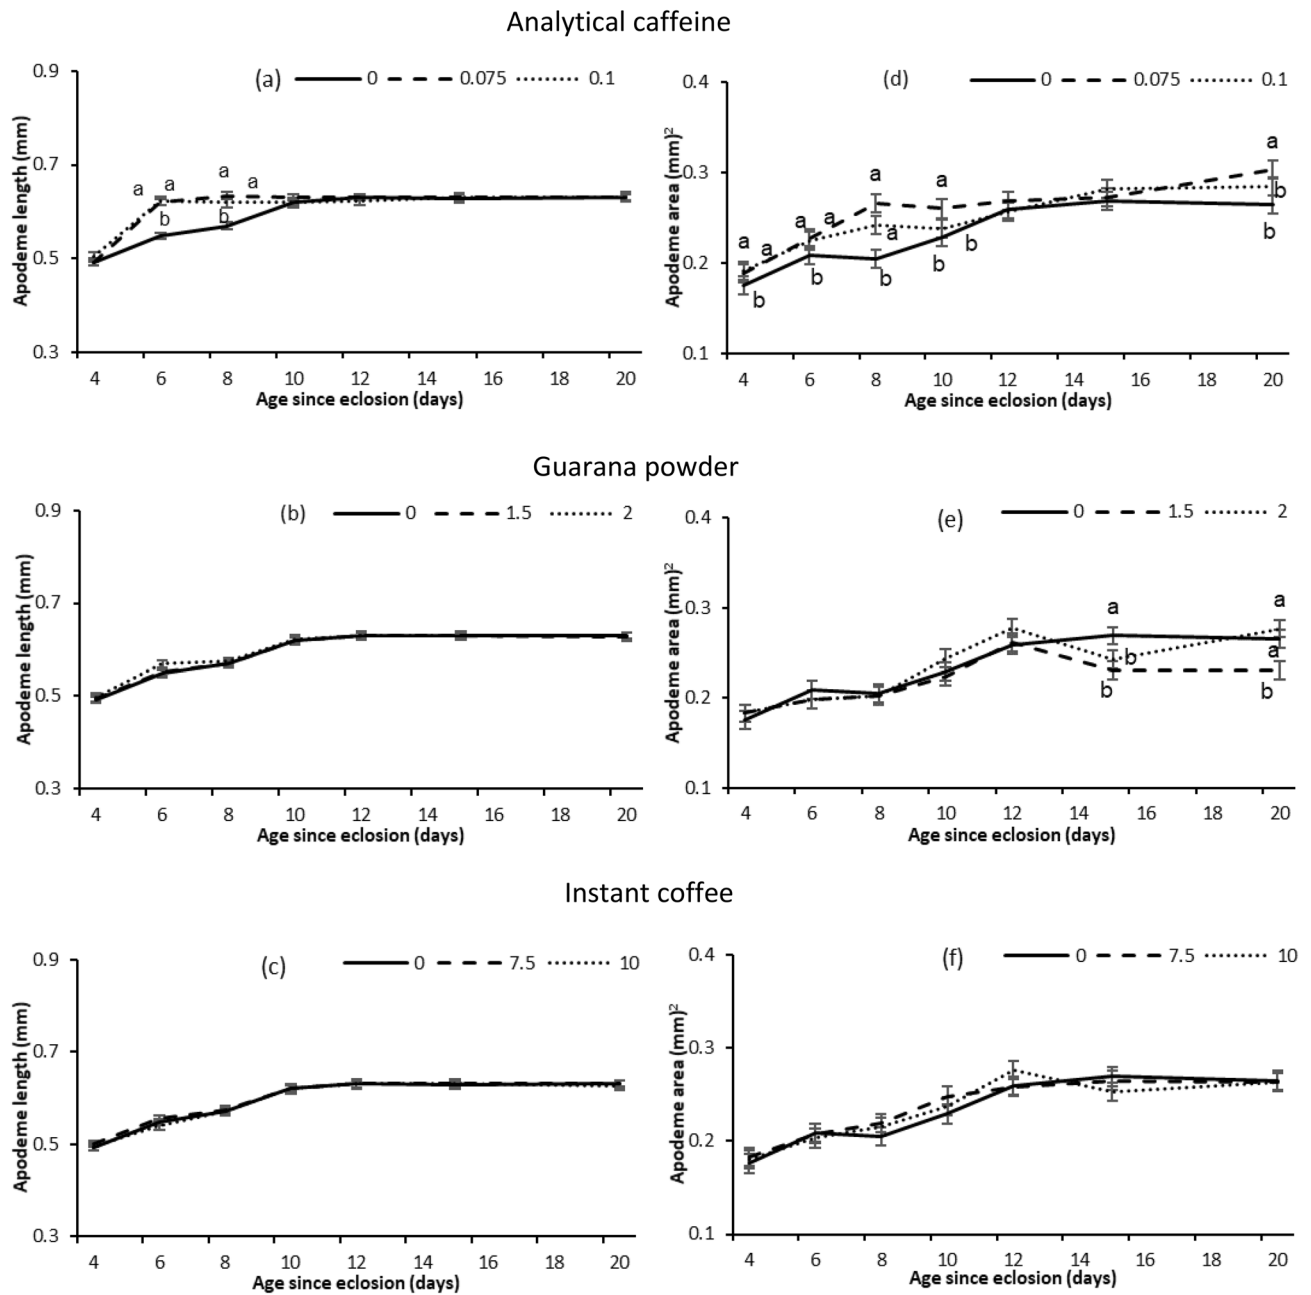 Analytical caffeine
(a) 0 0.075 0.1
0.9
0.7
0.5
0.3
Apodeme length (mm)
a a a a
b b
4 6 8 10 12 14 16 18 20
Age since eclosion (days)
(d) 0 0.075 0.1
0.4
0.3
0.2
0.1
Apodeme area (mm)²
a a a a a a a a
b b b b b b b
4 6 8 10 12 14 16 18 20
Age since eclosion (days)
Guarana powder
(b) 0 1.5 2
0.9
0.7
0.5
0.3
Apodeme length (mm)
4 6 8 10 12 14 16 18 20
Age since eclosion (days)
(e) 0 1.5 2
0.4
0.3
0.2
0.1
Apodeme area (mm)²
a a a
b b b
4 6 8 10 12 14 16 18 20
Age since eclosion (days)
Instant coffee
(c) 0 7.5 10
0.9
0.7
0.5
0.3
Apodeme length (mm)
4 6 8 10 12 14 16 18 20
Age since eclosion (days)
(f) 0 7.5 10
0.4
0.3
0.2
0.1
Apodeme area (mm)²
4 6 8 10 12 14 16 18 20
Age since eclosion (days)